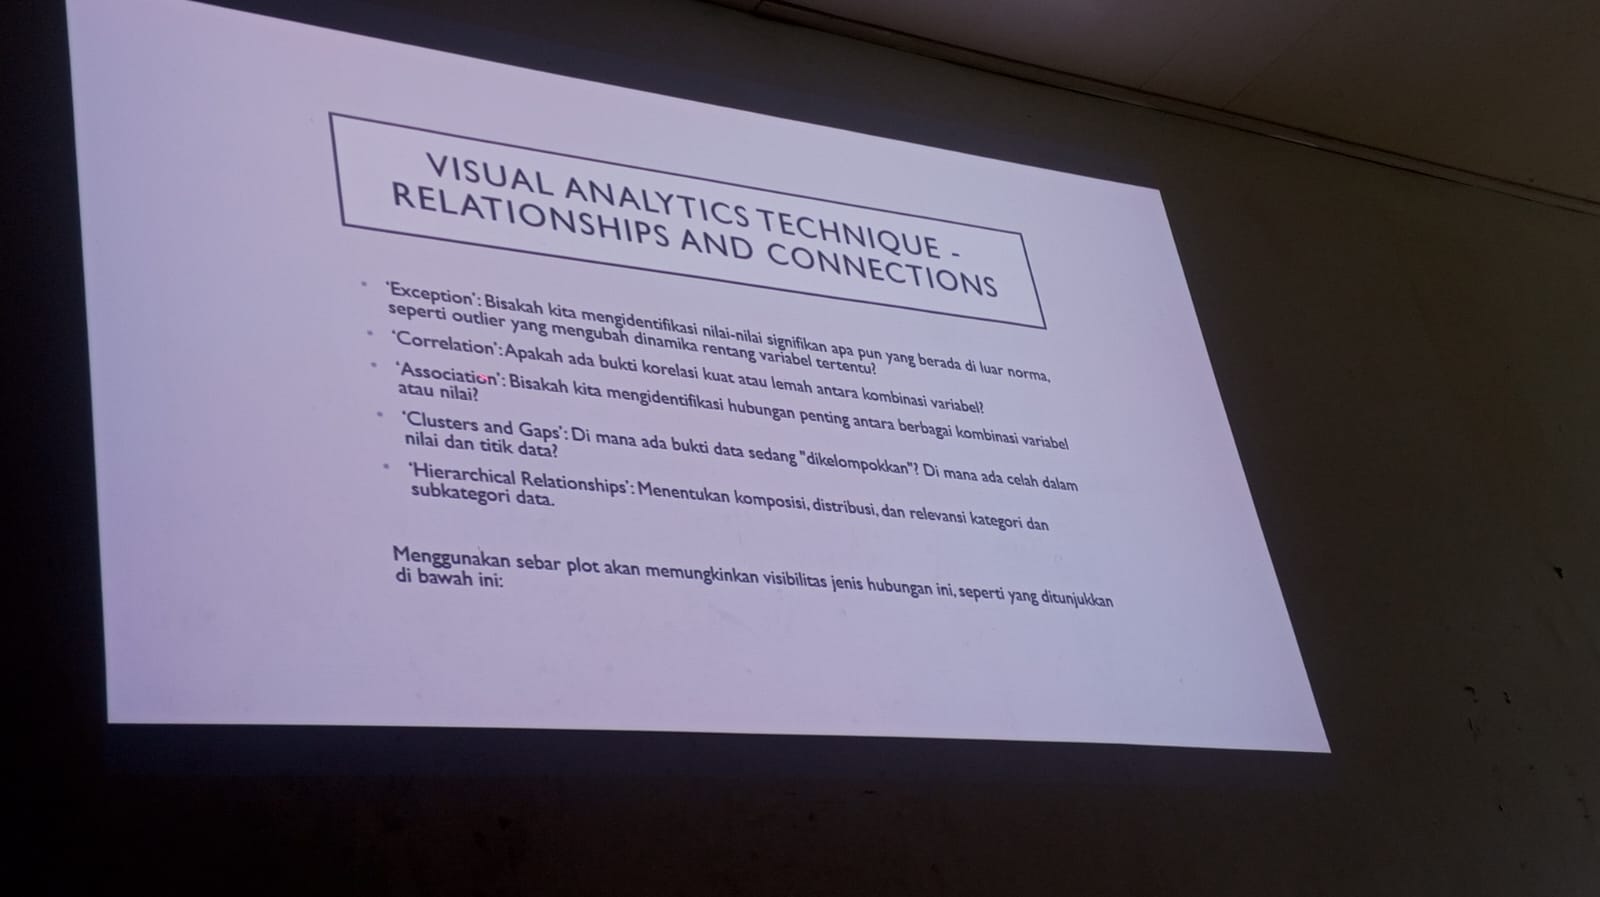 VISUAL ANALYTICS TECHNIQUE -
RELATIONSHIPS AND CONNECTIONS
• 'Exception': Bisakah kita mengidentifikasi nilai-nilai signifikan apa pun yang berada di luar norma,
seperti outlier yang mengubah dinamika rentang variabel tertentu?
• 'Correlation': Apakah ada bukti korelasi kuat atau lemah antara kombinasi variabel?
• 'Association': Bisakah kita mengidentifikasi hubungan penting antara berbagai kombinasi variabel
atau nilai?
• 'Clusters and Gaps': Di mana ada bukti data sedang "dikelompokkan"? Di mana ada celah dalam
nilai dan titik data?
• 'Hierarchical Relationships': Menentukan komposisi, distribusi, dan relevansi kategori dan
subkategori data.
Menggunakan sebar plot akan memungkinkan visibilitas jenis hubungan ini, seperti yang ditunjukkan
di bawah ini: